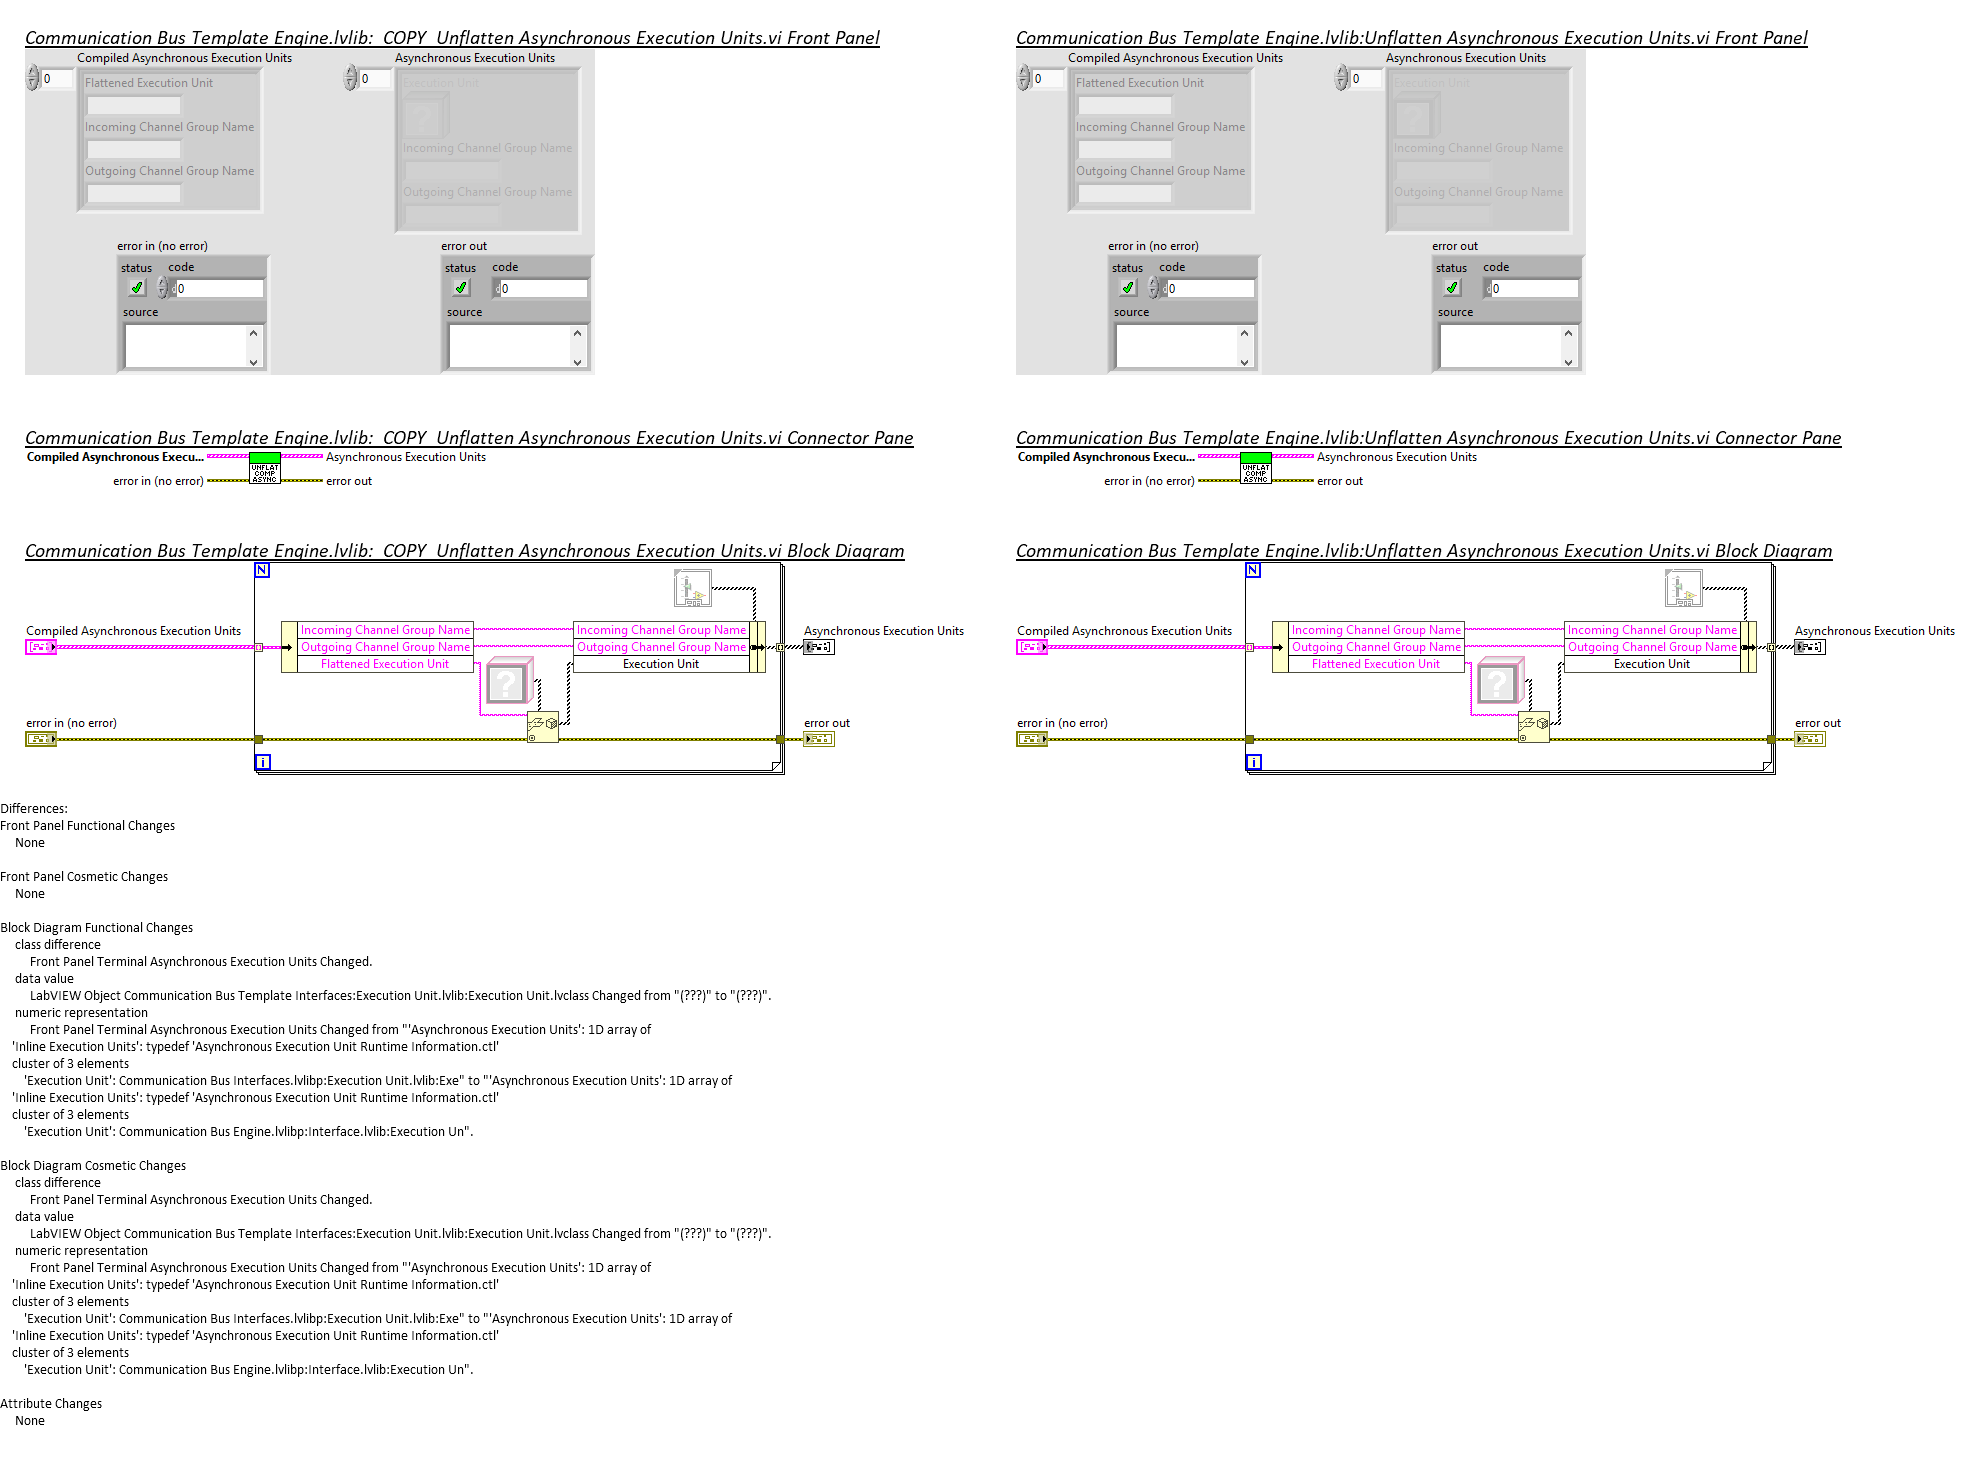 Communication Bus Template Engine.lvlib:  COPY  Unflatten Asynchronous Execution Units.vi Front Panel
Compiled Asynchronous Execution Units
Asynchronous Execution Units
0
0
Flattened Execution Unit
Execution Unit
?
Incoming Channel Group Name
Incoming Channel Group Name
Outgoing Channel Group Name
Outgoing Channel Group Name
error in (no error)
error out
status code
status code
d0
d0
source
source
Communication Bus Template Engine.lvlib:Unflatten Asynchronous Execution Units.vi Front Panel
Compiled Asynchronous Execution Units
Asynchronous Execution Units
0
0
Flattened Execution Unit
Execution Unit
?
Incoming Channel Group Name
Incoming Channel Group Name
Outgoing Channel Group Name
Outgoing Channel Group Name
error in (no error)
error out
status code
status code
d0
d0
source
source
Communication Bus Template Engine.lvlib:  COPY  Unflatten Asynchronous Execution Units.vi Connector Pane
Compiled Asynchronous Execu...
Asynchronous Execution Units
UNFLAT
COMP
ASYNC
error in (no error)
error out
Communication Bus Template Engine.lvlib:Unflatten Asynchronous Execution Units.vi Connector Pane
Compiled Asynchronous Execu...
Asynchronous Execution Units
UNFLAT
COMP
ASYNC
error in (no error)
error out
Communication Bus Template Engine.lvlib:  COPY  Unflatten Asynchronous Execution Units.vi Block Diagram
N
Compiled Asynchronous Execution Units
Incoming Channel Group Name
Incoming Channel Group Name
Asynchronous Execution Units
Outgoing Channel Group Name
Outgoing Channel Group Name
Flattened Execution Unit
Execution Unit
?
error in (no error)
error out
i
Communication Bus Template Engine.lvlib:Unflatten Asynchronous Execution Units.vi Block Diagram
N
Compiled Asynchronous Execution Units
Incoming Channel Group Name
Incoming Channel Group Name
Asynchronous Execution Units
Outgoing Channel Group Name
Outgoing Channel Group Name
Flattened Execution Unit
Execution Unit
?
error in (no error)
error out
i
Differences:
Front Panel Functional Changes
None
Front Panel Cosmetic Changes
None
Block Diagram Functional Changes
class difference
Front Panel Terminal Asynchronous Execution Units Changed.
data value
LabVIEW Object Communication Bus Template Interfaces:Execution Unit.lvlib:Execution Unit.lvclass Changed from "(???)" to "(???)".
numeric representation
Front Panel Terminal Asynchronous Execution Units Changed from "'Asynchronous Execution Units': 1D array of
'Inline Execution Units': typedef 'Asynchronous Execution Unit Runtime Information.ctl'
cluster of 3 elements
'Execution Unit': Communication Bus Interfaces.lvlibp:Execution Unit.lvlib:Exe" to "'Asynchronous Execution Units': 1D array of
'Inline Execution Units': typedef 'Asynchronous Execution Unit Runtime Information.ctl'
cluster of 3 elements
'Execution Unit': Communication Bus Engine.lvlibp:Interface.lvlib:Execution Un".
Block Diagram Cosmetic Changes
class difference
Front Panel Terminal Asynchronous Execution Units Changed.
data value
LabVIEW Object Communication Bus Template Interfaces:Execution Unit.lvlib:Execution Unit.lvclass Changed from "(???)" to "(???)".
numeric representation
Front Panel Terminal Asynchronous Execution Units Changed from "'Asynchronous Execution Units': 1D array of
'Inline Execution Units': typedef 'Asynchronous Execution Unit Runtime Information.ctl'
cluster of 3 elements
'Execution Unit': Communication Bus Interfaces.lvlibp:Execution Unit.lvlib:Exe" to "'Asynchronous Execution Units': 1D array of
'Inline Execution Units': typedef 'Asynchronous Execution Unit Runtime Information.ctl'
cluster of 3 elements
'Execution Unit': Communication Bus Engine.lvlibp:Interface.lvlib:Execution Un".
Attribute Changes
None